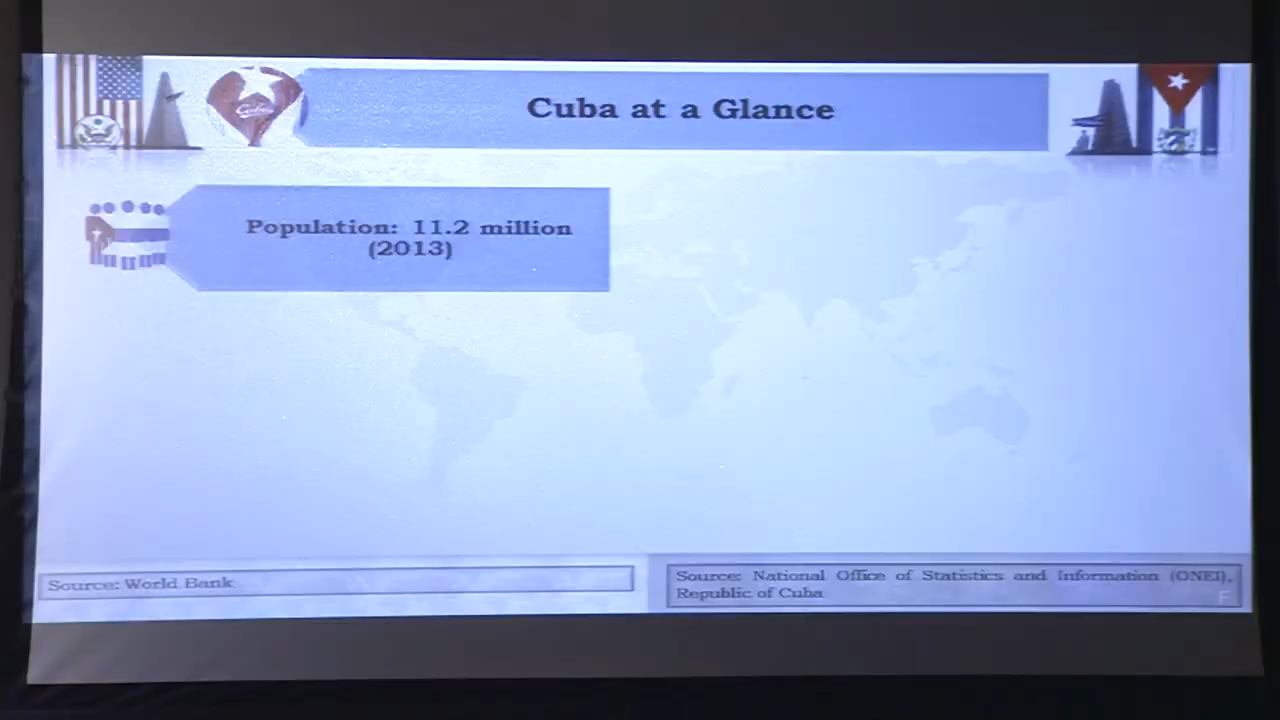 Cuba at a Glance
Population: 11.2 million
(2013)
Source: World Bank
Source: National Office of Statistics and Information (ONEI),
Republic of Cuba